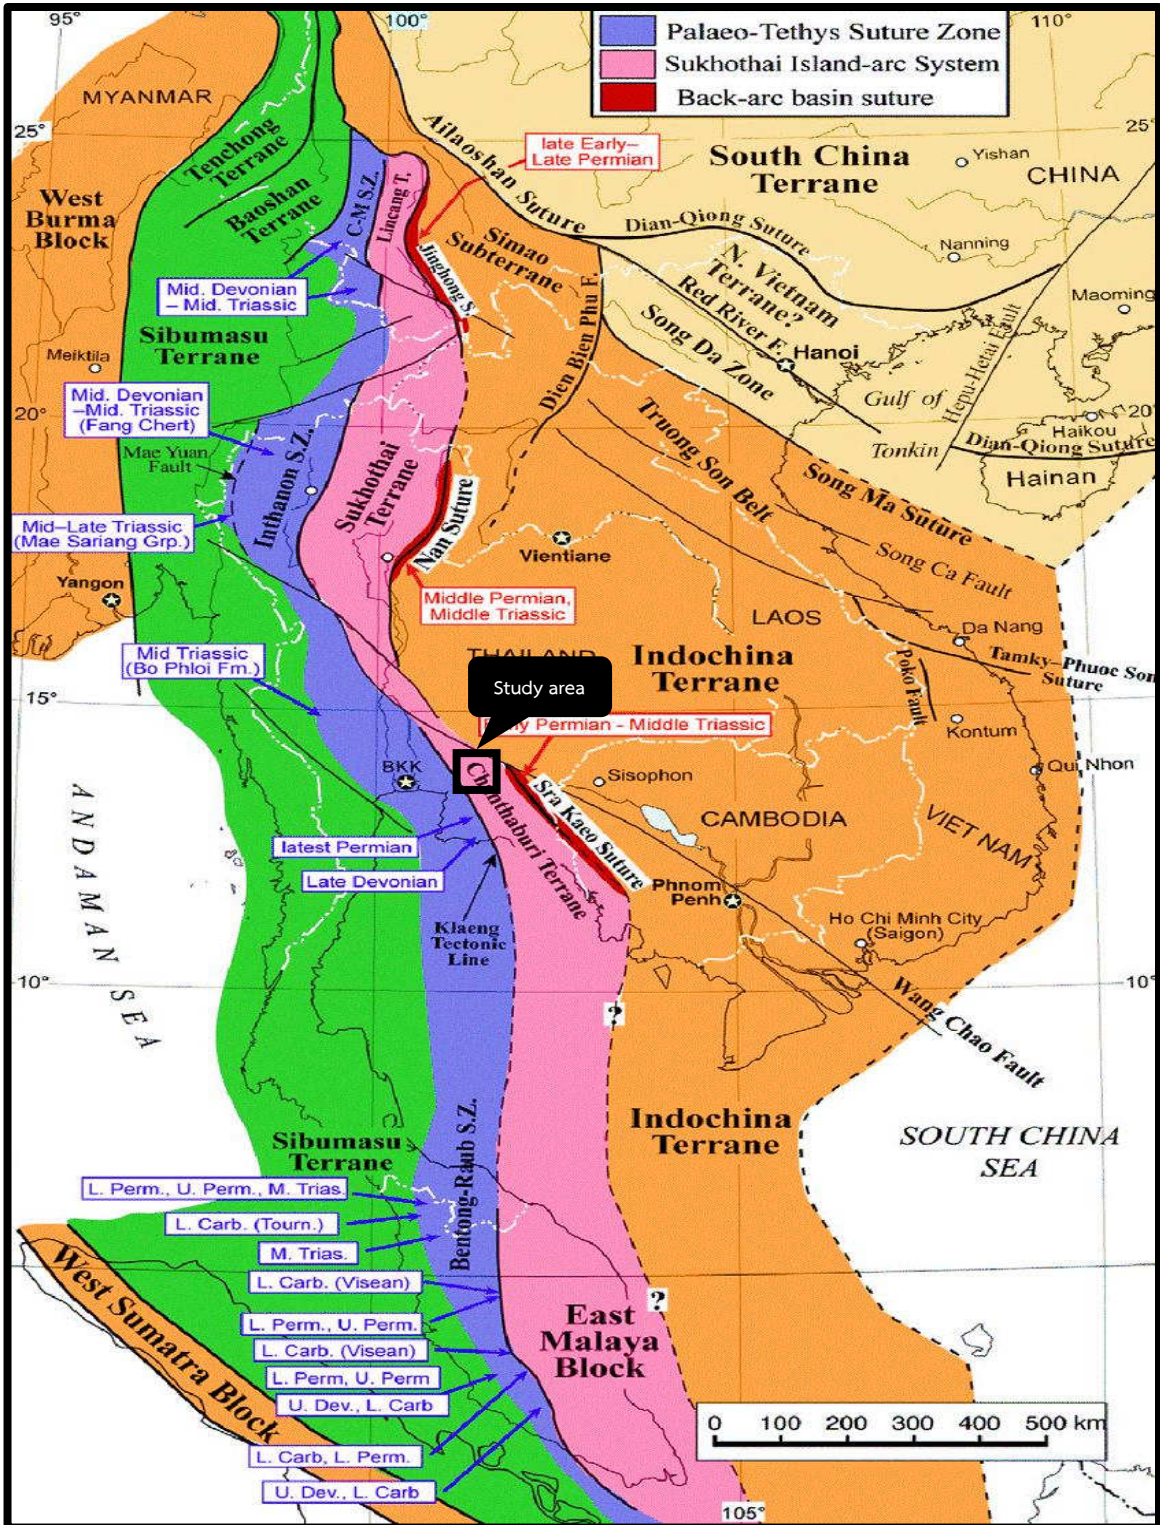 95°
100°
110°
Palaeo-Tethys Suture Zone
Sukhothai Island-arc System
Back-arc basin suture
MYANMAR
25°
25°
Tenchong
Terrane
Baoshan
Terrane
West
Burma
Block
C-M S.Z.
Lincang T.
Ailaoshan Suture
late Early–
Late Permian
South China
Terrane
Yishan
CHINA
Dian-Qiong Suture
Nanning
Simao
Subterrane
Jinghong S.
N. Vietnam
Terrane?
Red River F.
Song Da Zone
Hanoi
Maoming
Mid. Devonian
– Mid. Triassic
Sibumasu
Terrane
Meiktila
Dien Bien Phu F.
Gulf of
Tonkin
Hepu-Hetai Fault
20°
20°
Haikou
Dian-Qiong Suture
Hainan
Mid. Devonian
–Mid. Triassic
(Fang Chert)
Mae Yuan
Fault
Inthanon S.Z.
Sukhothai
Terrane
Nan Suture
Truong Son Belt
Song Ma Suture
Song Ca Fault
Mid–Late Triassic
(Mae Sariang Grp.)
Yangon
Vientiane
Middle Permian,
Middle Triassic
LAOS
Da Nang
Tamky–Phuoc Son
Suture
Mid Triassic
(Bo Phloi Fm.)
THAILAND
Indochina
Terrane
Poko Fault
Kontum
15°
Study area
Permian - Middle Triassic
BKK
Sisophon
Qui Nhon
Chanthaburi Terrane
Sra Kaeo Suture
CAMBODIA
VIET NAM
ANDAMAN SEA
latest Permian
Late Devonian
Klaeng
Tectonic
Line
Phnom
Penh
Ho Chi Minh City
(Saigon)
10°
10°
?
Wang Chao Fault
Sibumasu
Terrane
Bentong-Raub S.Z.
Indochina
Terrane
SOUTH CHINA
SEA
L. Perm., U. Perm., M. Trias.
L. Carb. (Tourn.)
M. Trias.
L. Carb. (Visean)
L. Perm., U. Perm.
L. Carb. (Visean)
L. Perm, U. Perm
U. Dev., L. Carb
L. Carb, L. Perm.
U. Dev., L. Carb
West Sumatra Block
East
Malaya
Block
?
0 100 200 300 400 500 km
105°